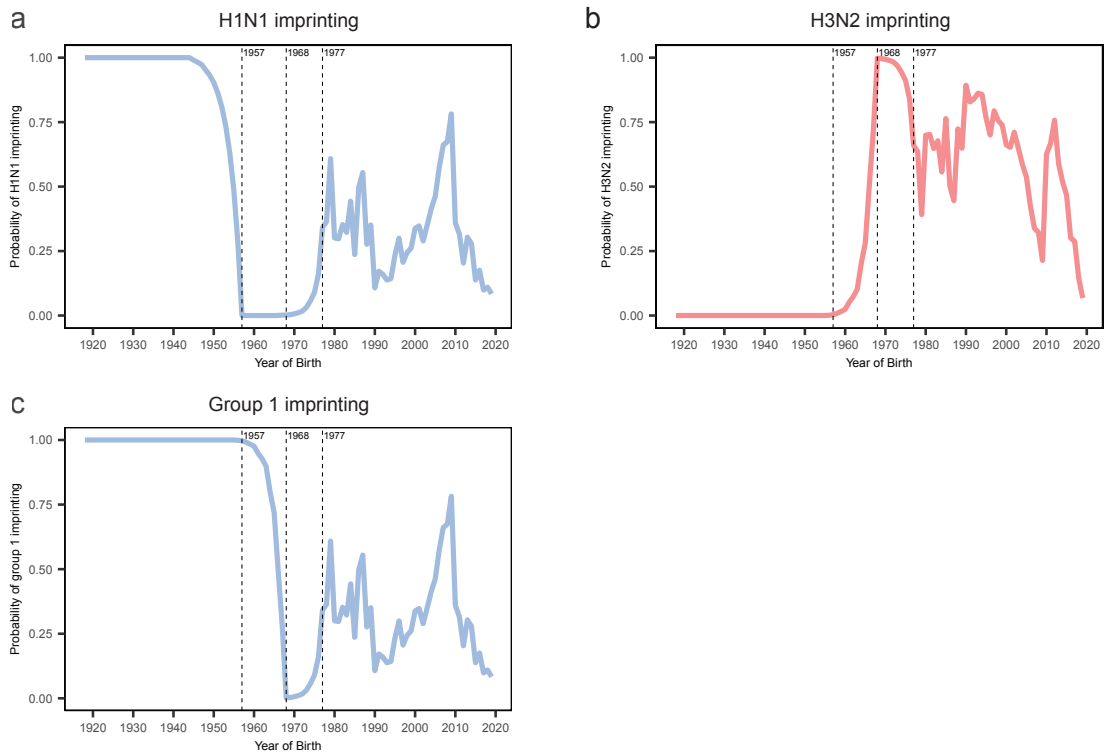 a
H1N1 imprinting
1957
1968
1977
Probability of H1N1 imprinting
1.00
0.75
0.50
0.25
0.00
1920 1930 1940 1950 1960 1970 1980 1990 2000 2010 2020
Year of Birth
b
H3N2 imprinting
1957
1968
1977
Probability of H3N2 imprinting
1.00
0.75
0.50
0.25
0.00
1920 1930 1940 1950 1960 1970 1980 1990 2000 2010 2020
Year of Birth
c
Group 1 imprinting
1957
1968
1977
Probability of group 1 imprinting
1.00
0.75
0.50
0.25
0.00
1920 1930 1940 1950 1960 1970 1980 1990 2000 2010 2020
Year of Birth